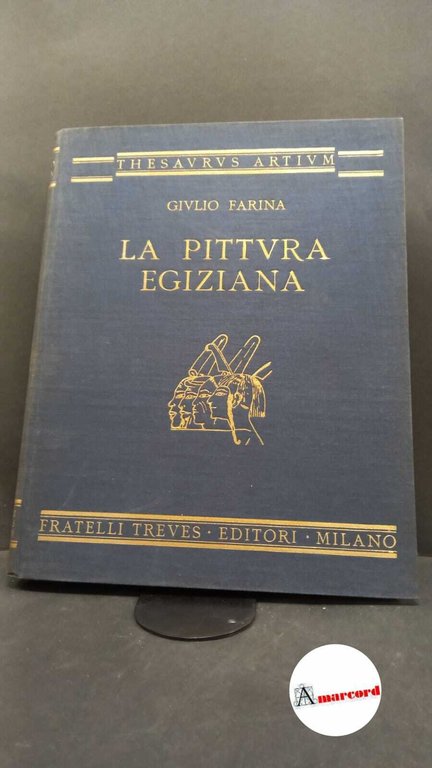 THESAVRVS ARTIVM
GIVLIO FARINA
LA PITTVRA
EGIZIANA
FRATELLI TREVES · EDITORI · MILANO
Amarcord